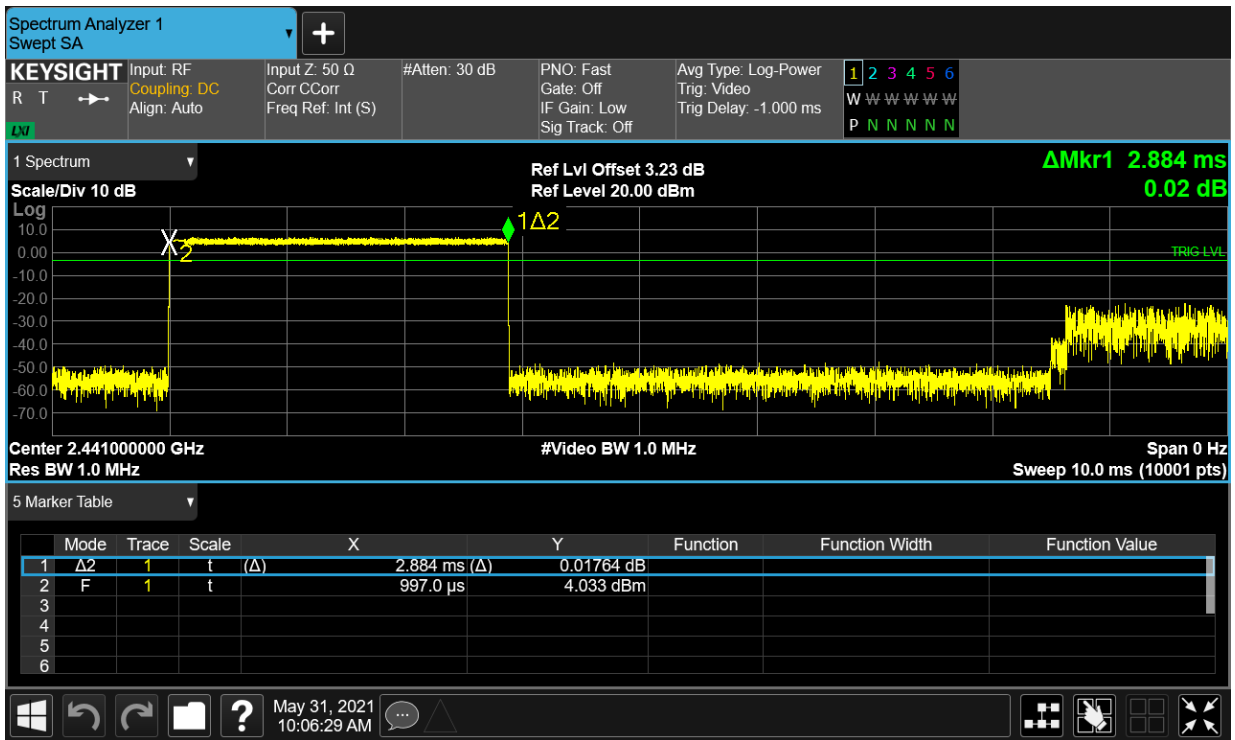 Spectrum Analyzer 1
Swept SA
KEYSIGHT
R T
LXI
Input: RF
Coupling: DC
Align: Auto
Input Z: 50 Ω
Corr CCorr
Freq Ref: Int (S)
#Atten: 30 dB
PNO: Fast
Gate: Off
IF Gain: Low
Sig Track: Off
Avg Type: Log-Power
Trig: Video
Trig Delay: -1.000 ms
1 2 3 4 5 6
W W W W W W
P N N N N N
1 Spectrum
Scale/Div 10 dB
Ref Lvl Offset 3.23 dB
Ref Level 20.00 dBm
ΔMkr1 2.884 ms
0.02 dB
Log
10.0
0.00
-10.0
-20.0
-30.0
-40.0
-50.0
-60.0
-70.0
X
2
1Δ2
TRIG LVL
Center 2.441000000 GHz
#Video BW 1.0 MHz
Span 0 Hz
Res BW 1.0 MHz
Sweep 10.0 ms (10001 pts)
5 Marker Table
Mode Trace Scale X Y Function Function Width Function Value
1 Δ2 1 t (Δ) 2.884 ms (Δ) 0.01764 dB
2 F 1 t 997.0 µs 4.033 dBm
3
4
5
6
?
May 31, 2021
10:06:29 AM